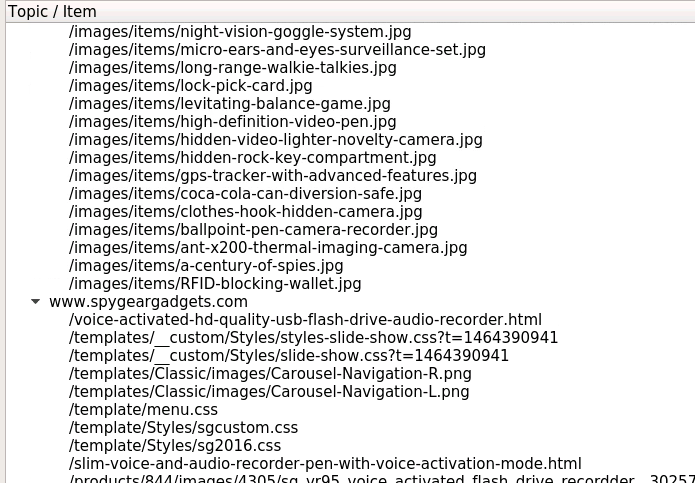 Topic / Item
/images/items/night-vision-goggle-system.jpg
/images/items/micro-ears-and-eyes-surveillance-set.jpg
/images/items/long-range-walkie-talkies.jpg
/images/items/lock-pick-card.jpg
/images/items/levitating-balance-game.jpg
/images/items/high-definition-video-pen.jpg
/images/items/hidden-video-lighter-novelty-camera.jpg
/images/items/hidden-rock-key-compartment.jpg
/images/items/gps-tracker-with-advanced-features.jpg
/images/items/coca-cola-can-diversion-safe.jpg
/images/items/clothes-hook-hidden-camera.jpg
/images/items/ballpoint-pen-camera-recorder.jpg
/images/items/ant-x200-thermal-imaging-camera.jpg
/images/items/a-century-of-spies.jpg
/images/items/RFID-blocking-wallet.jpg
www.spygeargadgets.com
/voice-activated-hd-quality-usb-flash-drive-audio-recorder.html
/templates/__custom/Styles/styles-slide-show.css?t=1464390941
/templates/__custom/Styles/slide-show.css?t=1464390941
/templates/Classic/images/Carousel-Navigation-R.png
/templates/Classic/images/Carousel-Navigation-L.png
/template/menu.css
/template/Styles/sgcustom.css
/template/Styles/sg2016.css
/slim-voice-and-audio-recorder-pen-with-voice-activation-mode.html
/products/844/images/4305/sg_vr95_voice_activated_flash_drive_recordder__30257